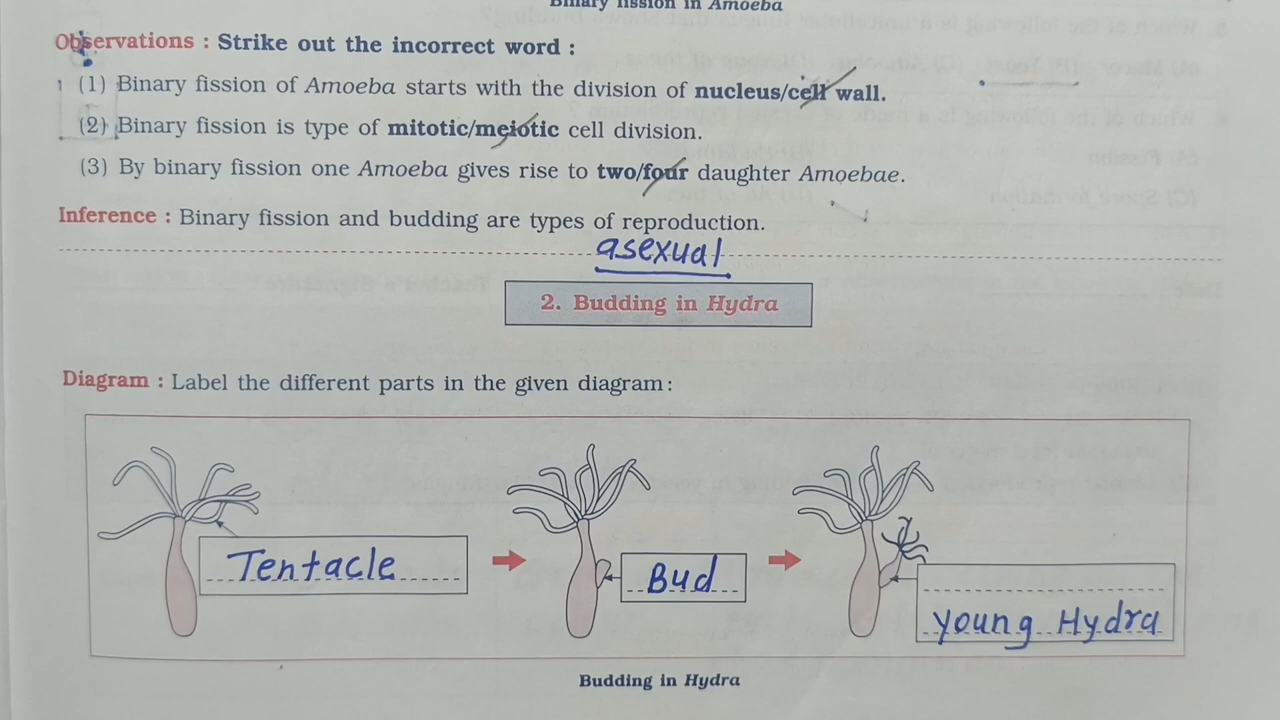 Binary fission in Amoeba
Observations : Strike out the incorrect word :
(1) Binary fission of Amoeba starts with the division of nucleus/cell wall.
(2) Binary fission is type of mitotic/meiotic cell division.
(3) By binary fission one Amoeba gives rise to two/four daughter Amoebae.
Inference : Binary fission and budding are types of reproduction.
asexual
2. Budding in Hydra
Diagram : Label the different parts in the given diagram:
Tentacle
Bud
young Hydra
Budding in Hydra